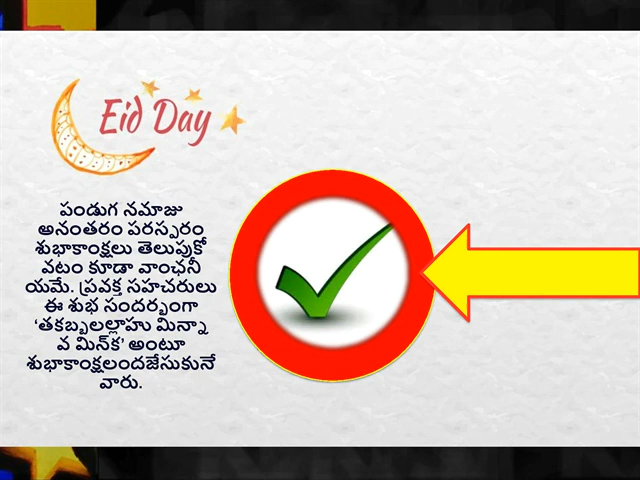 Eid Day
పండుగ నమాజు
అనంతరం పరస్పరం
శుభాకాంక్షలు తెలుపుకో
వటం కూడా వాంఛనీ
యమే. ప్రవక్త సహచరులు
ఈ శుభ సందర్భంగా
‘తకబ్బలల్లాహు మిన్నా
వ మిన్‌క’ అంటూ
శుభాకాంక్షలందజేసుకునే
వారు.